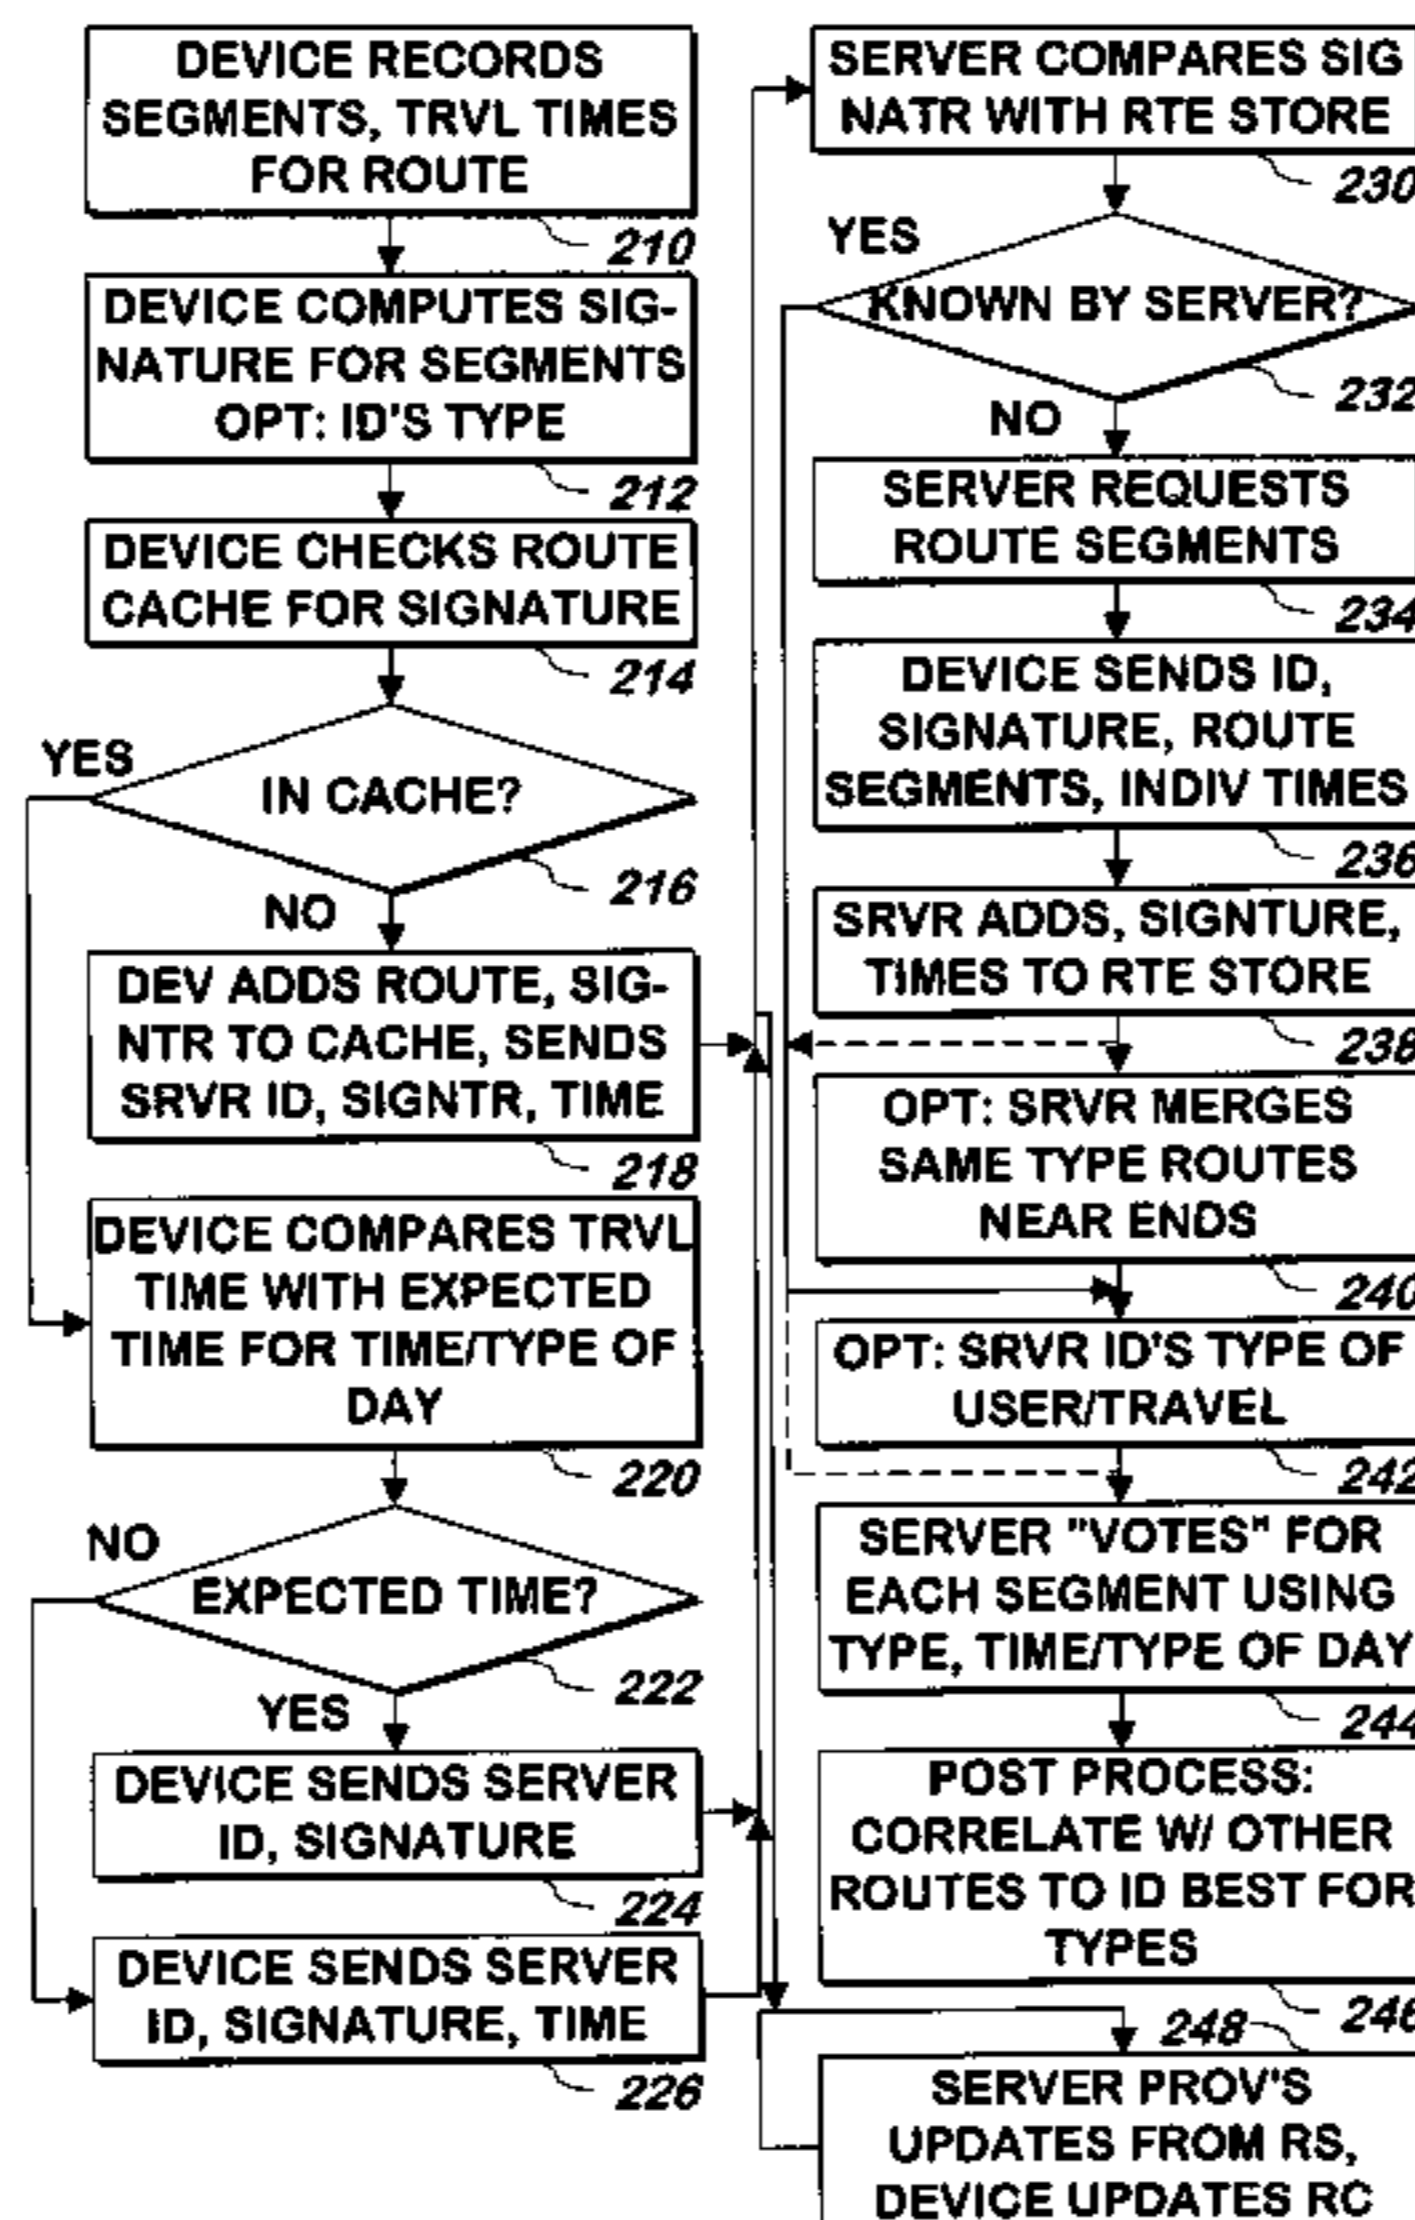 DEVICE RECORDS
SEGMENTS, TRVL TIMES
FOR ROUTE
210
DEVICE COMPUTES SIG-
NATURE FOR SEGMENTS
OPT: ID'S TYPE
212
DEVICE CHECKS ROUTE
CACHE FOR SIGNATURE
214
YES
IN CACHE?
216
NO
DEV ADDS ROUTE, SIG-
NTR TO CACHE, SENDS
SRVR ID, SIGNTR, TIME
218
DEVICE COMPARES TRVL
TIME WITH EXPECTED
TIME FOR TIME/TYPE OF
DAY
220
NO
EXPECTED TIME?
222
YES
DEVICE SENDS SERVER
ID, SIGNATURE
224
DEVICE SENDS SERVER
ID, SIGNATURE, TIME
226
SERVER COMPARES SIG
NATR WITH RTE STORE
230
YES
KNOWN BY SERVER?
232
NO
SERVER REQUESTS
ROUTE SEGMENTS
234
DEVICE SENDS ID,
SIGNATURE, ROUTE
SEGMENTS, INDIV TIMES
236
SRVR ADDS, SIGNTURE,
TIMES TO RTE STORE
238
OPT: SRVR MERGES
SAME TYPE ROUTES
NEAR ENDS
240
OPT: SRVR ID'S TYPE OF
USER/TRAVEL
242
SERVER "VOTES" FOR
EACH SEGMENT USING
TYPE, TIME/TYPE OF DAY
244
POST PROCESS:
CORRELATE W/ OTHER
ROUTES TO ID BEST FOR
TYPES
246
248
SERVER PROV'S
UPDATES FROM RS,
DEVICE UPDATES RC